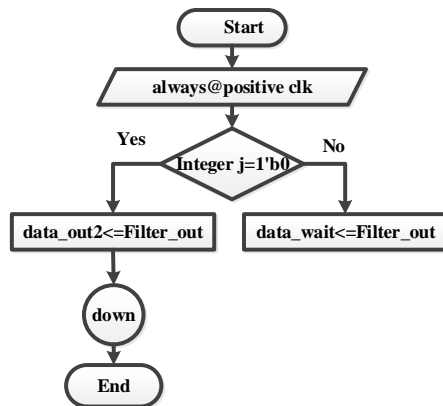 Start
always@positive clk
Yes
No
Integer j=1'b0
data_out2<=Filter_out
data_wait<=Filter_out
down
End